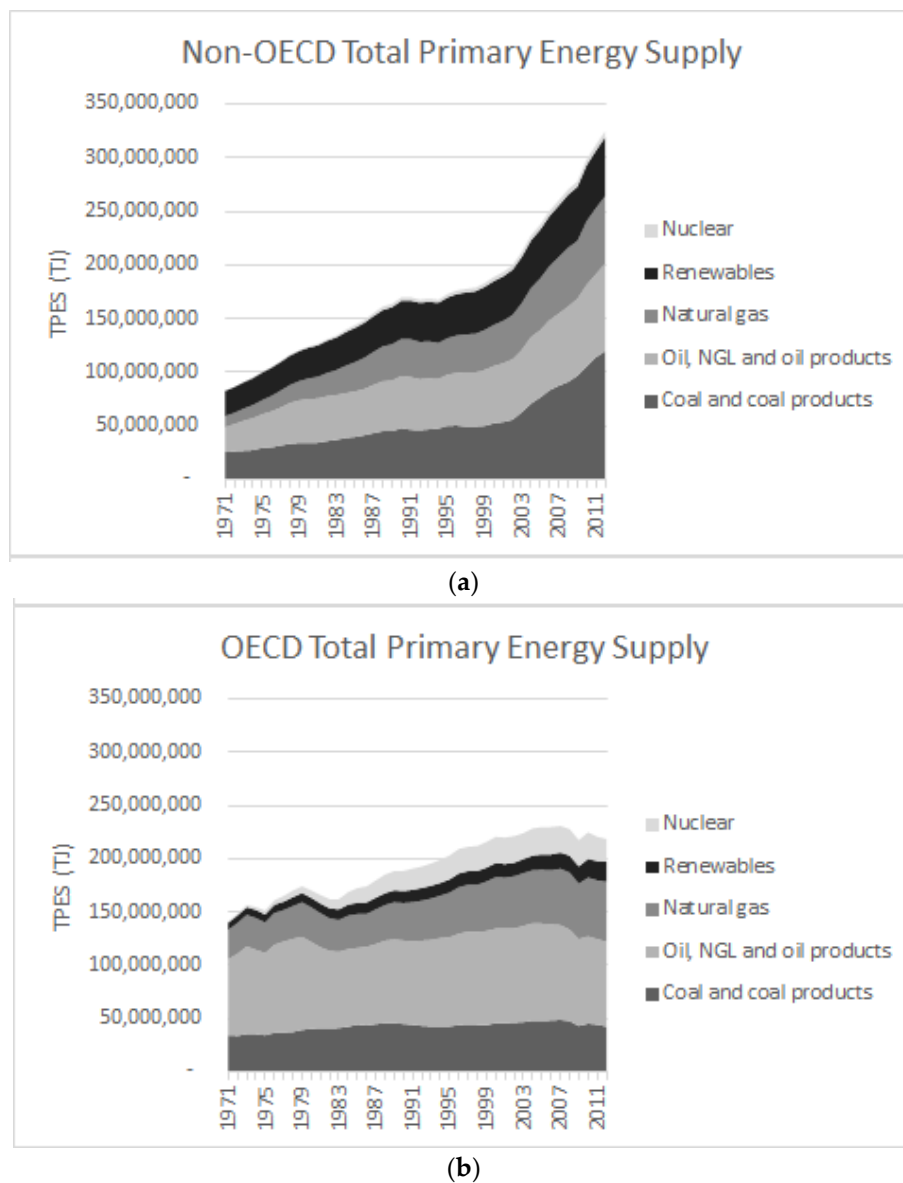 Non-OECD Total Primary Energy Supply
350,000,000
300,000,000
250,000,000
200,000,000
150,000,000
100,000,000
50,000,000
-
TPES (TJ)
1971
1975
1979
1983
1987
1991
1995
1999
2003
2007
2011
Nuclear
Renewables
Natural gas
Oil, NGL and oil products
Coal and coal products
(a)
OECD Total Primary Energy Supply
350,000,000
300,000,000
250,000,000
200,000,000
150,000,000
100,000,000
50,000,000
-
TPES (TJ)
1971
1975
1979
1983
1987
1991
1995
1999
2003
2007
2011
Nuclear
Renewables
Natural gas
Oil, NGL and oil products
Coal and coal products
(b)